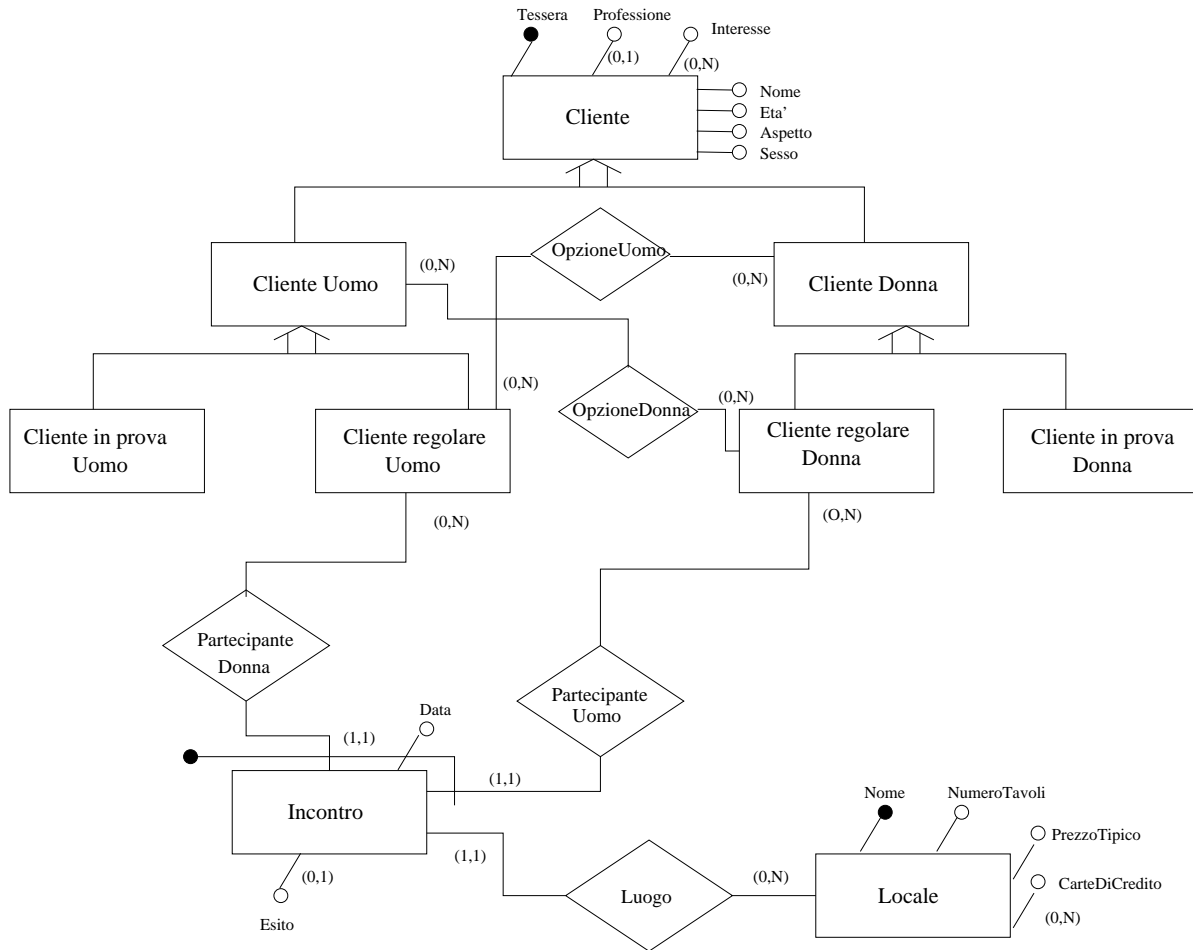 Tessera
Professione
Interesse
(0,1)
(0,N)
Nome
Eta'
Aspetto
Sesso
Cliente
OpzioneUomo
Cliente Uomo
(0,N)
(0,N)
Cliente Donna
(0,N)
OpzioneDonna
(0,N)
Cliente in prova
Uomo
Cliente regolare
Uomo
Cliente regolare
Donna
Cliente in prova
Donna
(0,N)
(O,N)
Partecipante
Donna
Partecipante
Uomo
Data
(1,1)
(1,1)
Incontro
(1,1)
(0,1)
Esito
Luogo
(0,N)
Nome
NumeroTavoli
PrezzoTipico
CarteDiCredito
(0,N)
Locale